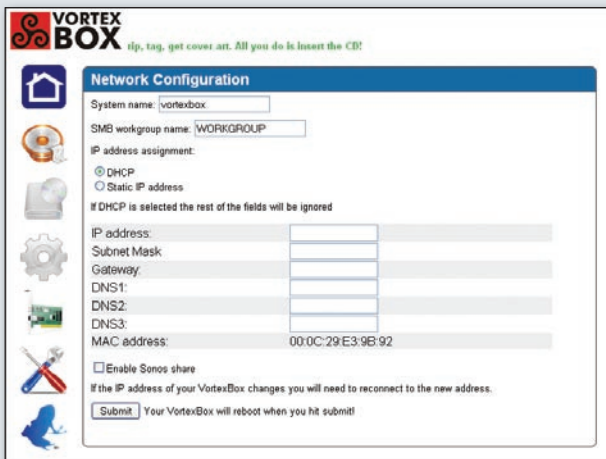 VORTEX
BOX
rip, tag, get cover art. All you do is insert the CD!
Network Configuration
System name: vortexbox
SMB workgroup name: WORKGROUP
IP address assignment:
DHCP
Static IP address
If DHCP is selected the rest of the fields will be ignored
IP address:
Subnet Mask
Gateway:
DNS1:
DNS2:
DNS3:
MAC address: 00:0C:29:E3:9B:92
Enable Sonos share
If the IP address of your VortexBox changes you will need to reconnect to the new address.
Submit Your VortexBox will reboot when you hit submit!